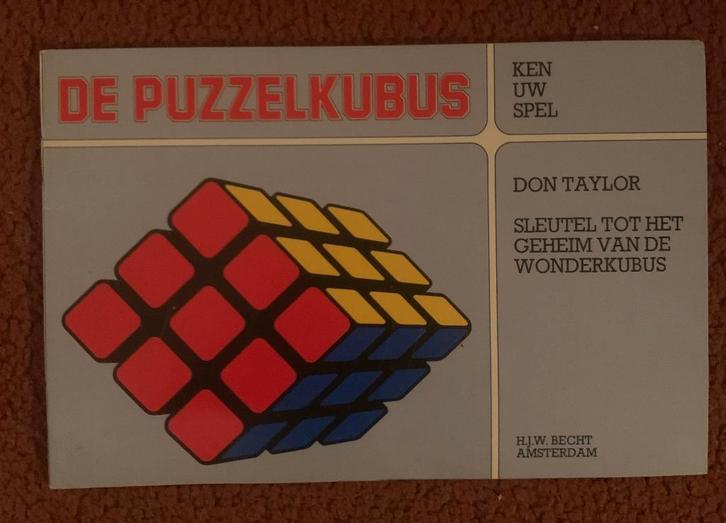 DE PUZZELKUBUS
KEN
UW
SPEL
DON TAYLOR
SLEUTEL TOT HET
GEHEIM VAN DE
WONDERKUBUS
H.J.W. BECHT
AMSTERDAM